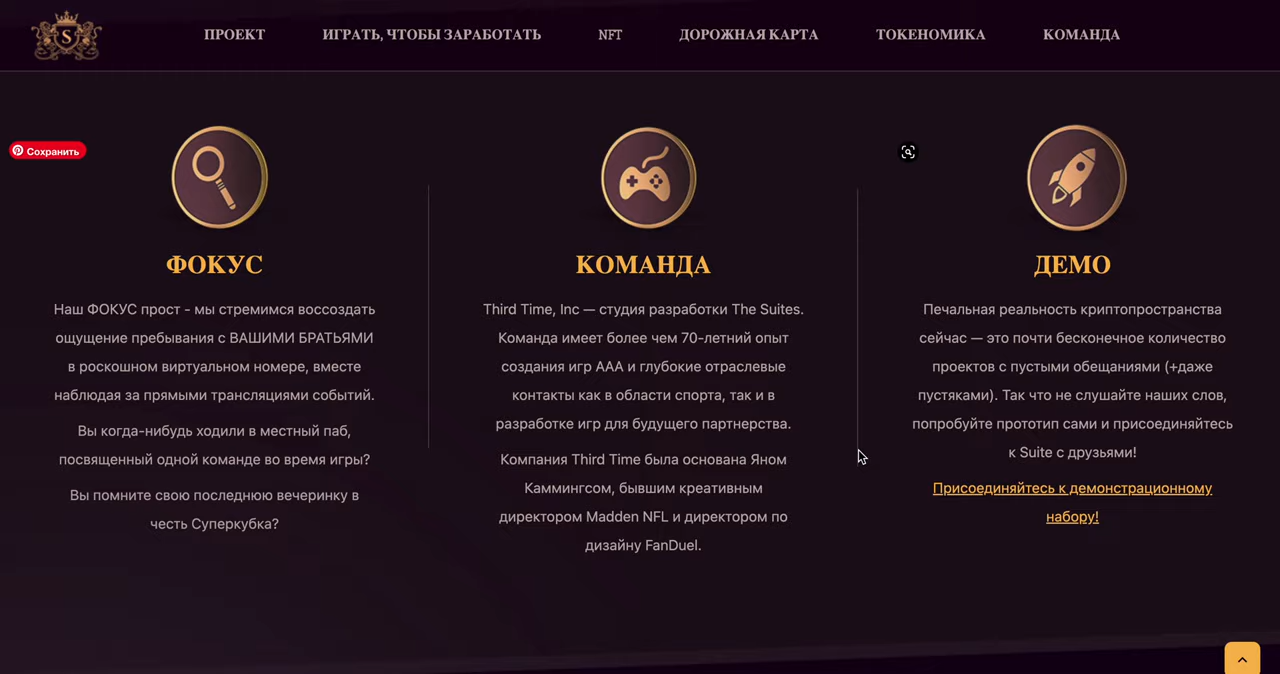 S
ПРОЕКТ
ИГРАТЬ, ЧТОБЫ ЗАРАБОТАТЬ
NFT
ДОРОЖНАЯ КАРТА
ТОКЕНОМИКА
КОМАНДА
Сохранить
ФОКУС
Наш ФОКУС прост - мы стремимся воссоздать
ощущение пребывания с ВАШИМИ БРАТЬЯМИ
в роскошном виртуальном номере, вместе
наблюдая за прямыми трансляциями событий.
Вы когда-нибудь ходили в местный паб,
посвященный одной команде во время игры?
Вы помните свою последнюю вечеринку в
честь Суперкубка?
КОМАНДА
Third Time, Inc — студия разработки The Suites.
Команда имеет более чем 70-летний опыт
создания игр AAA и глубокие отраслевые
контакты как в области спорта, так и в
разработке игр для будущего партнерства.
Компания Third Time была основана Яном
Каммингсом, бывшим креативным
директором Madden NFL и директором по
дизайну FanDuel.
ДЕМО
Печальная реальность криптопространства
сейчас — это почти бесконечное количество
проектов с пустыми обещаниями (+даже
пустяками). Так что не слушайте наших слов,
попробуйте прототип сами и присоединяйтесь
к Suite с друзьями!
Присоединяйтесь к демонстрационному
набору!